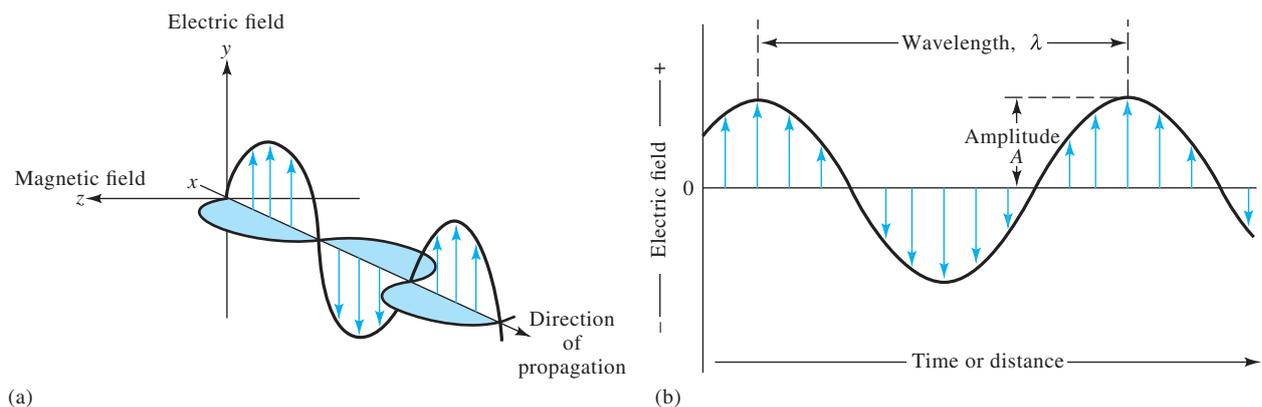 Electric field
y
Magnetic field
x
z
Direction
of
propagation
(a)
Wavelength, λ
+
Electric field
−
0
Amplitude
A
Time or distance
(b)